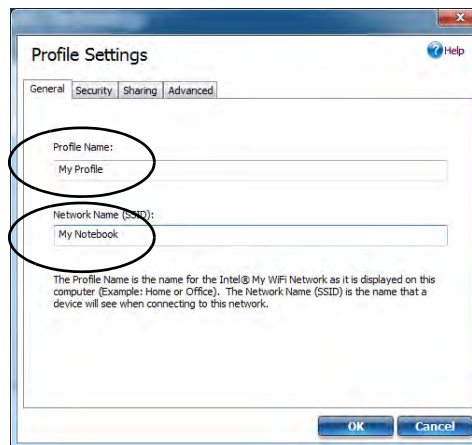 x
Profile Settings
? Help
General Security Sharing Advanced
Profile Name:
My Profile
Network Name (SSID):
My Notebook
The Profile Name is the name for the Intel® My WiFi Network as it is displayed on this
computer (Example: Home or Office). The Network Name (SSID) is the name that a
device will see when connecting to this network.
OK Cancel